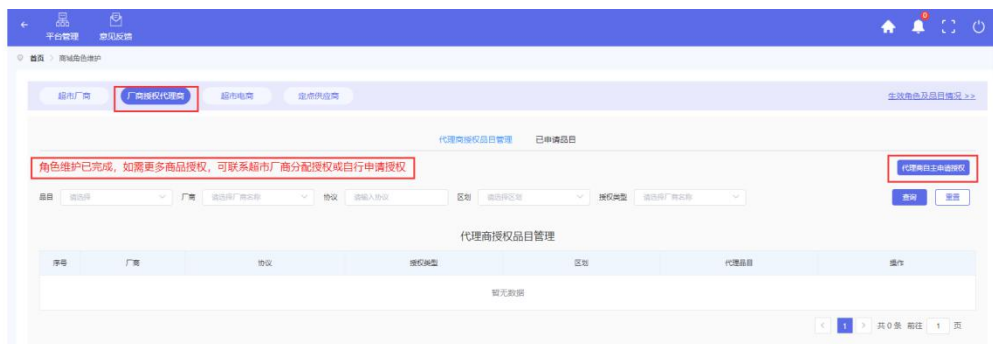 平台管理 意见反馈
首页 > 商城角色维护
超市厂商 厂商授权代理商 超市电商 定点供应商 生效角色及品目情况 >>
代理商授权品目管理 已申请品目
角色维护已完成，如需更多商品授权，可联系超市厂商分配授权或自行申请授权 代理商自主申请授权
品目 请选择 厂商 请选择厂商名称 协议 请输入协议 区划 请选择区划 授权类型 请选择厂商名称 查询 重置
代理商授权品目管理
序号 厂商 协议 授权类型 区划 代理品目 操作
暂无数据
< 1 > 共 0 条 前往 1 页